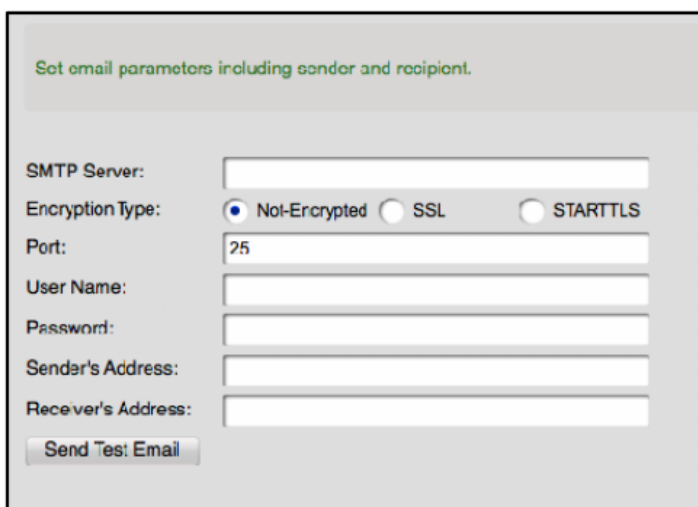 Set email parameters including sender and recipient.
SMTP Server:
Encryption Type: Not-Encrypted SSL STARTTLS
Port: 25
User Name:
Password:
Sender's Address:
Receiver's Address:
Send Test Email